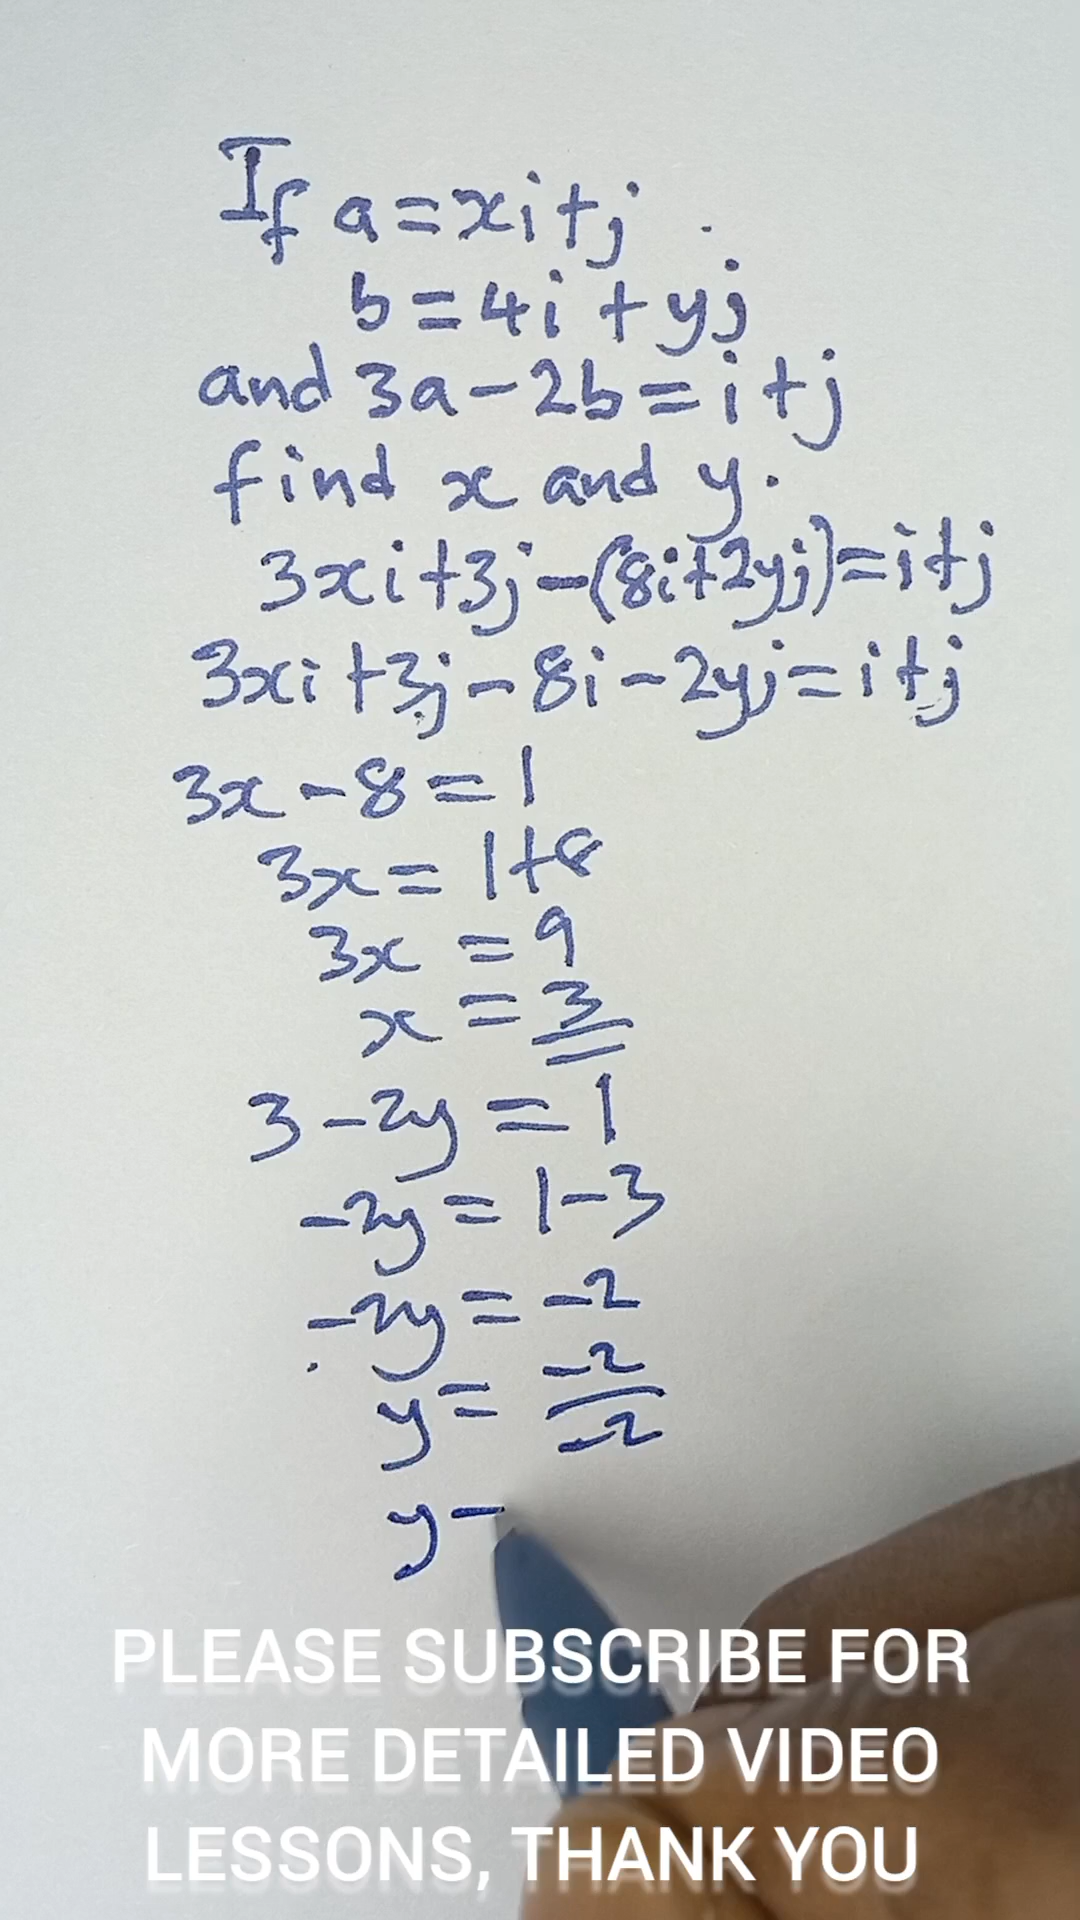 If a=xi+j.
b=4i+yj
and 3a-2b=i+j
find x and y.
3xi+3j-(8i+2yj)=i+j
3xi+3j-8i-2yj=i+j
3x-8=1
3x=1+8
3x=9
x=3
3-2y=1
-2y=1-3
-2y=-2
y=-2/-2
y-
PLEASE SUBSCRIBE FOR
MORE DETAILED VIDEO
LESSONS, THANK YOU